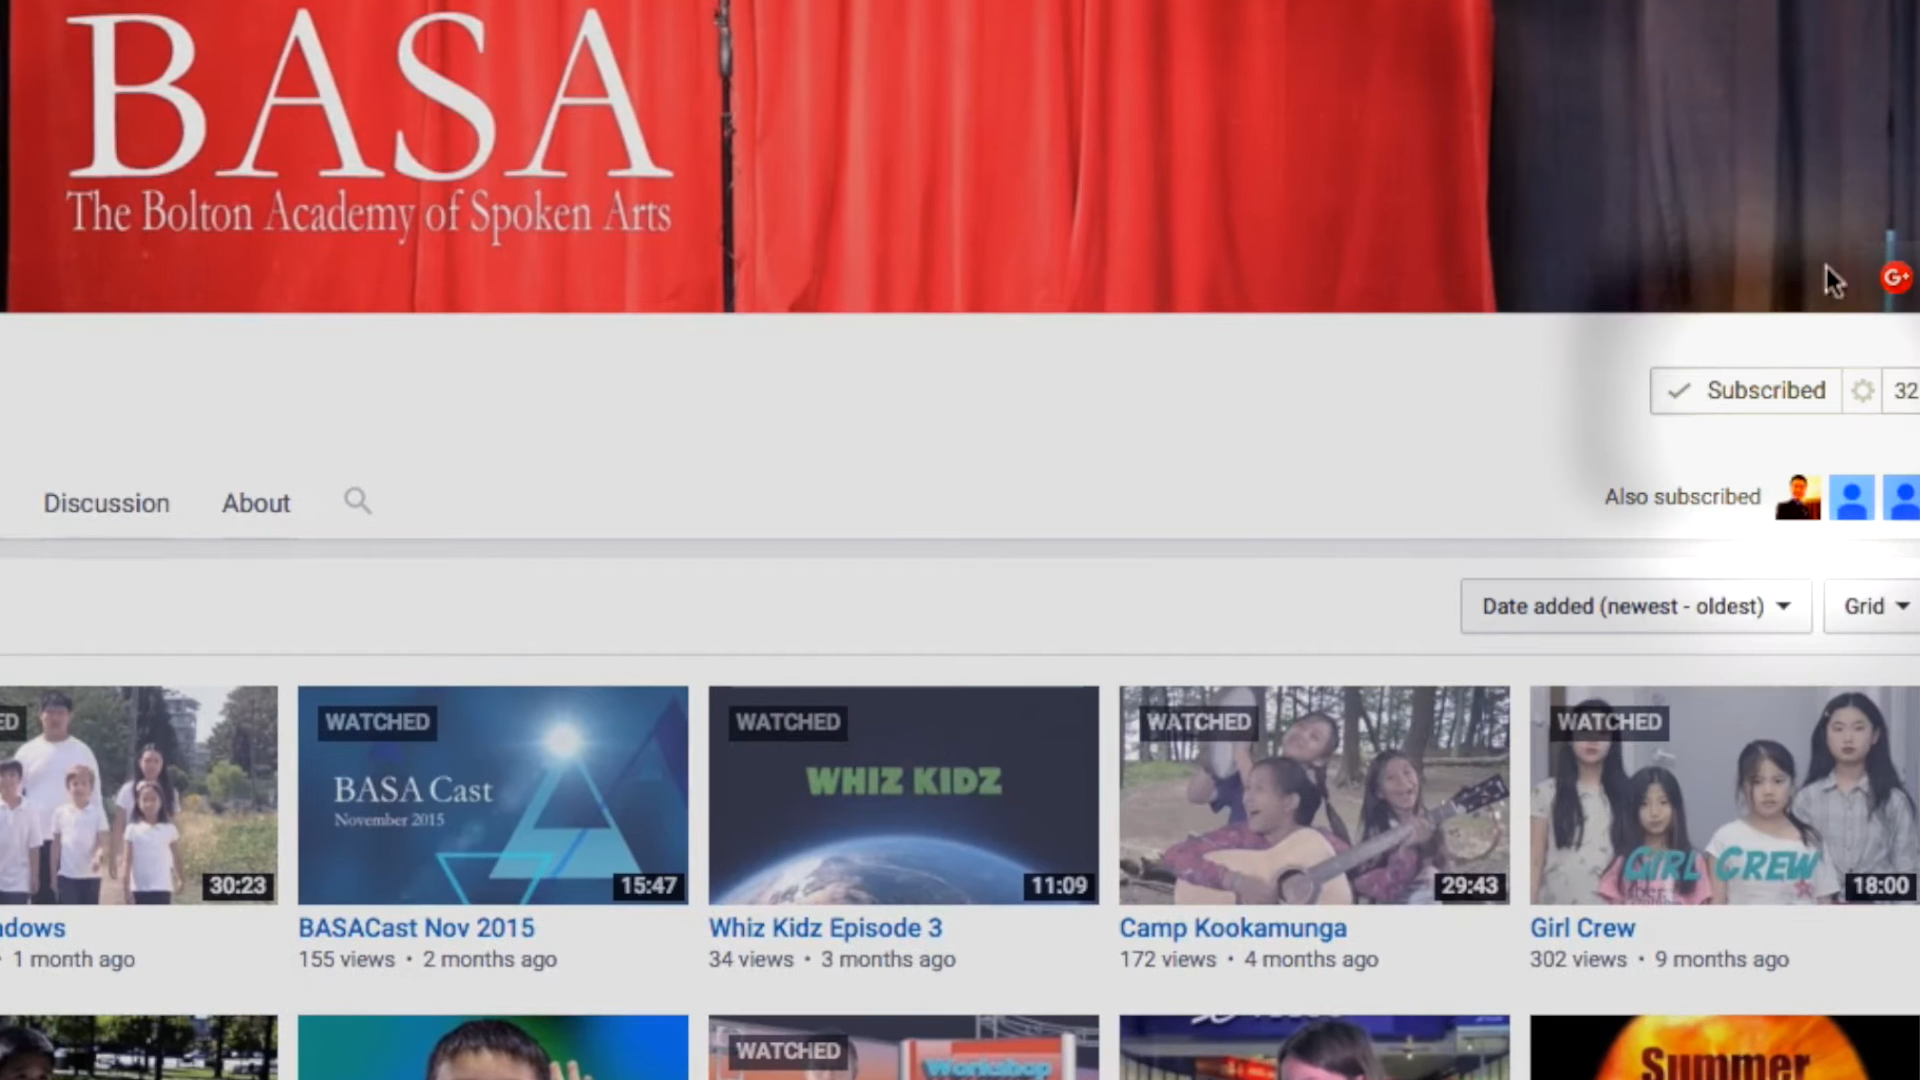 BASA
The Bolton Academy of Spoken Arts
G+
Subscribed
32
Discussion
About
Also subscribed
Date added (newest - oldest)
Grid
ED
30:23
WATCHED
BASA Cast
November 2015
15:47
WATCHED
WHIZ KIDZ
11:09
WATCHED
29:43
WATCHED
GIRL CREW
18:00
dows
BASACast Nov 2015
Whiz Kidz Episode 3
Camp Kookamunga
Girl Crew
• 1 month ago
155 views • 2 months ago
34 views • 3 months ago
172 views • 4 months ago
302 views • 9 months ago
WATCHED
Workshop
Summer